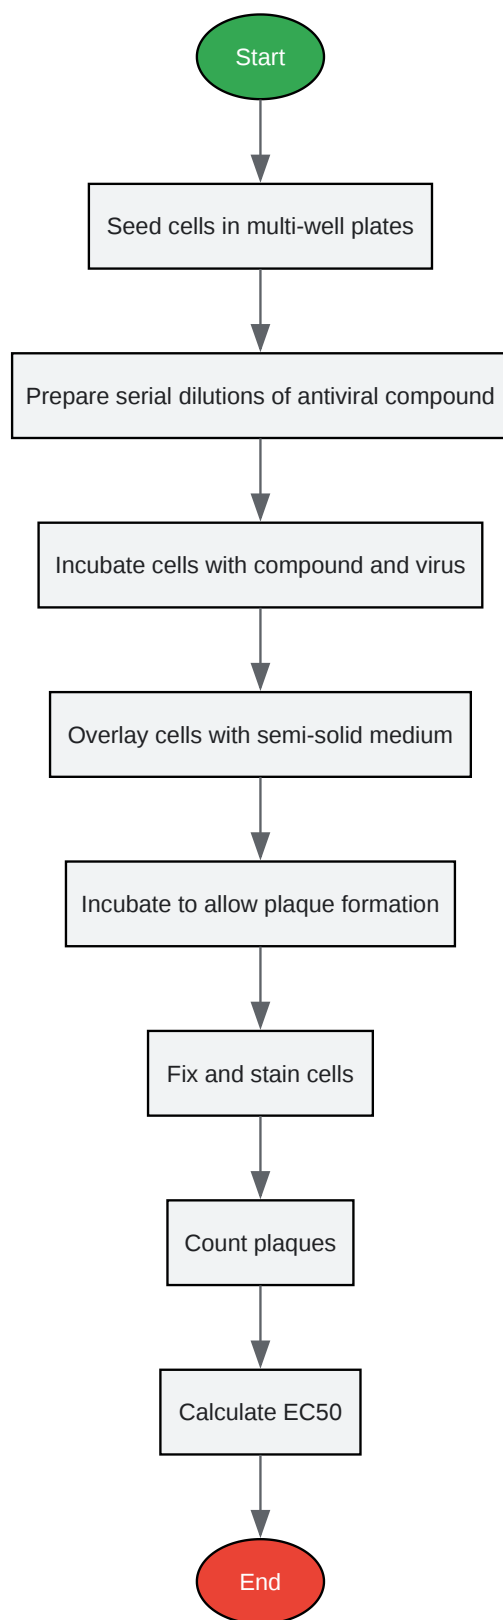 Start
Seed cells in multi-well plates
Prepare serial dilutions of antiviral compound
Incubate cells with compound and virus
Overlay cells with semi-solid medium
Incubate to allow plaque formation
Fix and stain cells
Count plaques
Calculate EC50
End